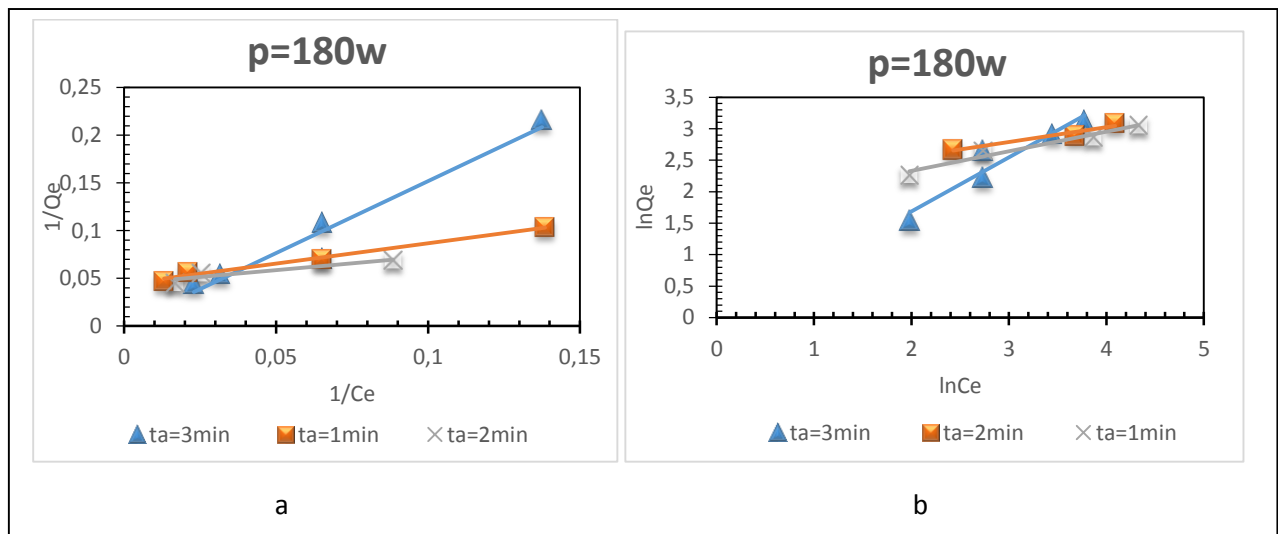 p=180w
0,25
0,2
0,15
0,1
0,05
0
1/Qe
0 0,05 0,1 0,15
1/Ce
ta=3min ta=1min ta=2min
a
p=180w
3,5
3
2,5
2
1,5
1
0,5
0
lnQe
0 1 2 3 4 5
lnCe
ta=3min ta=2min ta=1min
b